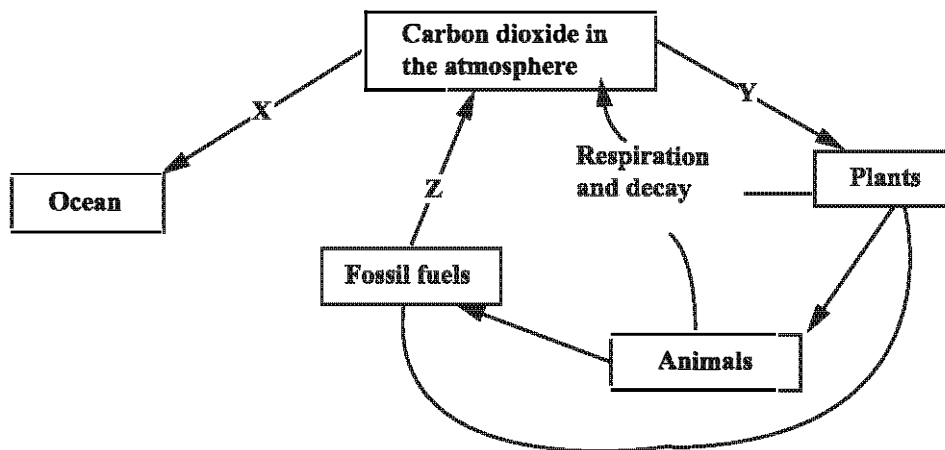 Carbon dioxide in
the atmosphere
X
Y
Respiration
and decay
Plants
Ocean
Z
Fossil fuels
Animals